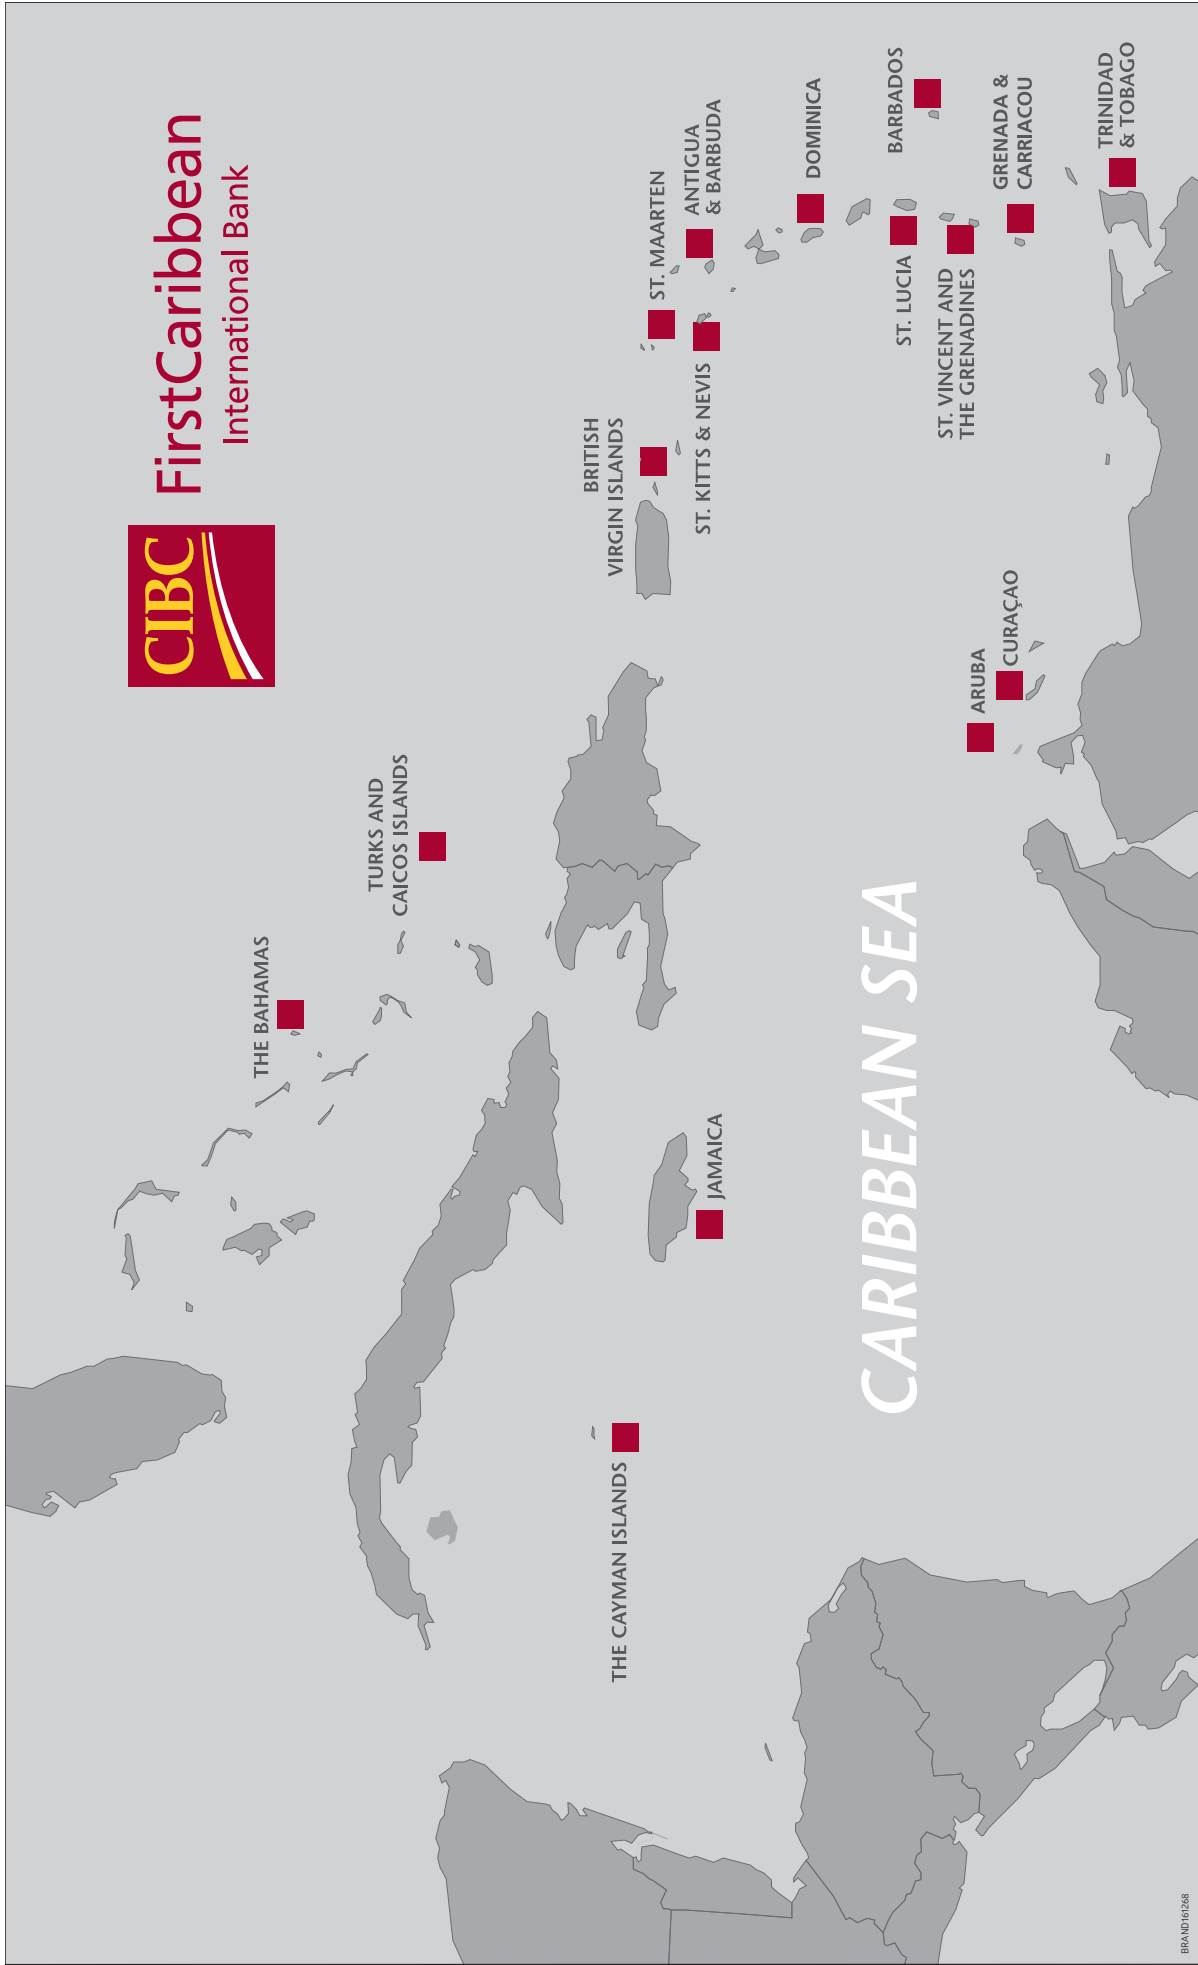 CIBC
FirstCaribbean
International Bank
THE BAHAMAS
TURKS AND
CAICOS ISLANDS
BRITISH
VIRGIN ISLANDS
ST. MAARTEN
ANTIGUA
& BARBUDA
ST. KITTS & NEVIS
DOMINICA
BARBADOS
ST. LUCIA
ST. VINCENT AND
THE GRENADINES
GRENADA &
CARRIACOU
TRINIDAD
& TOBAGO
THE CAYMAN ISLANDS
JAMAICA
CARIBBEAN SEA
ARUBA
CURAÇAO
BRAND161268